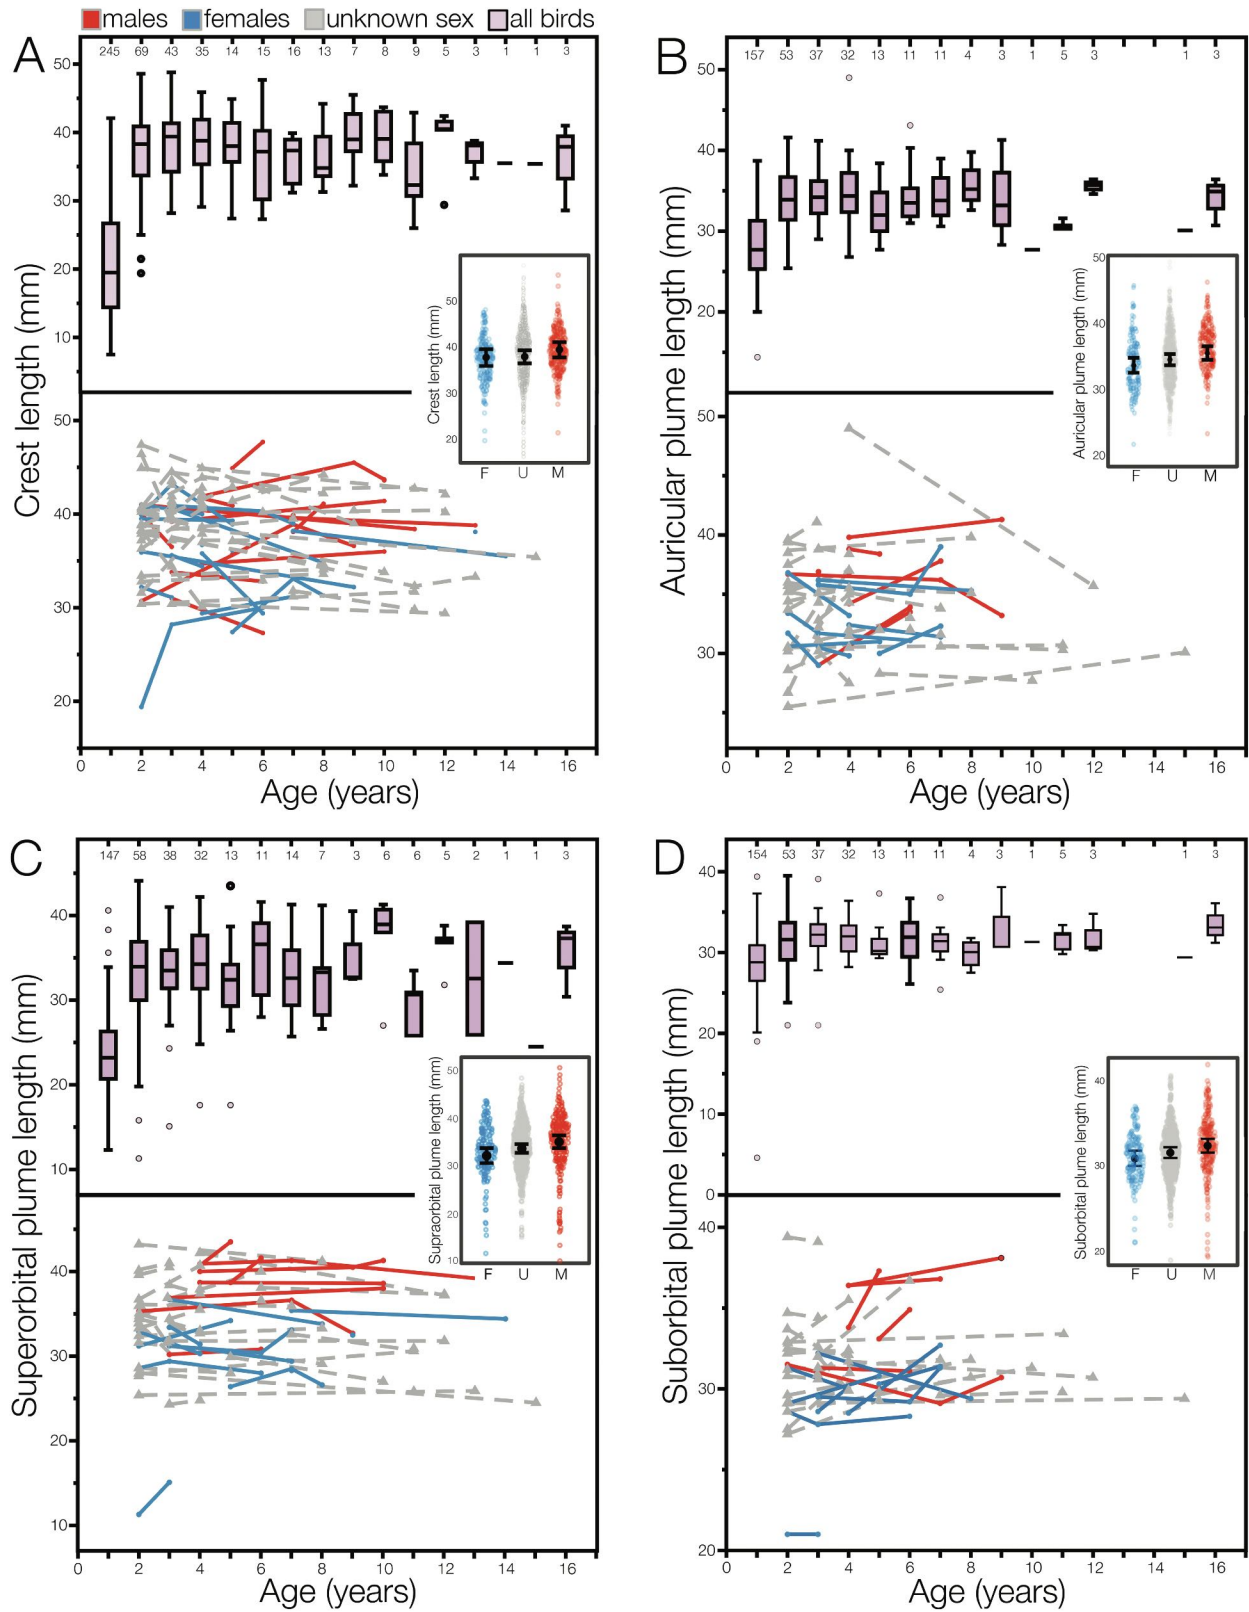 males females unknown sex all birds
A
245 69 43 35 14 15 16 13 7 8 9 5 3 1 1 3
Crest length (mm)
50
40
30
20
10
50
40
30
20
Crest length (mm)
50
40
30
20
F U M
0 2 4 6 8 10 12 14 16
Age (years)
B
157 53 37 32 5 11 11 4 3 1 5 3 1 3
Auricular plume length (mm)
50
40
30
20
50
40
30
Auricular plume length (mm)
50
40
30
20
F U M
0 2 4 6 8 10 12 14 16
Age (years)
C
147 58 38 32 13 11 14 7 3 6 6 5 2 1 1 3
Superorbital plume length (mm)
40
30
20
10
40
30
20
10
Supraorbital plume length (mm)
50
40
30
20
10
F U M
0 2 4 6 8 10 12 14 16
Age (years)
D
154 53 37 32 13 11 11 4 3 1 5 3 1 3
Suborbital plume length (mm)
40
30
20
10
0
40
30
20
Suborbital plume length (mm)
40
30
20
F U M
0 2 4 6 8 10 12 14 16
Age (years)